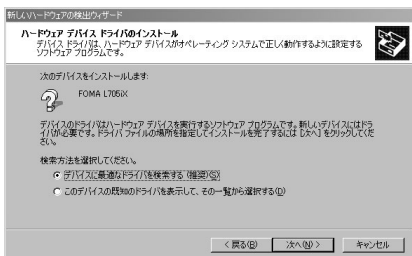 新しいハードウェアの検出ウィザード
ハードウェア デバイス ドライバのインストール
デバイス ドライバは、ハードウェア デバイスがオペレーティング システムで正しく動作するように設定する
ソフトウェア プログラムです。
次のデバイスをインストールします:
FOMA L705iX
デバイスのドライバはハードウェア デバイスを実行するソフトウェア プログラムです。新しいデバイスにはドラ
イバが必要です。ドライバ ファイルの場所を指定してインストールを完了するには [次へ] をクリックしてくだ
さい。
検索方法を選択してください。
デバイスに最適なドライバを検索する (推奨)(S)
このデバイスの既知のドライバを表示して、その一覧から選択する(D)
< 戻る(B)
次へ(N) >
キャンセル